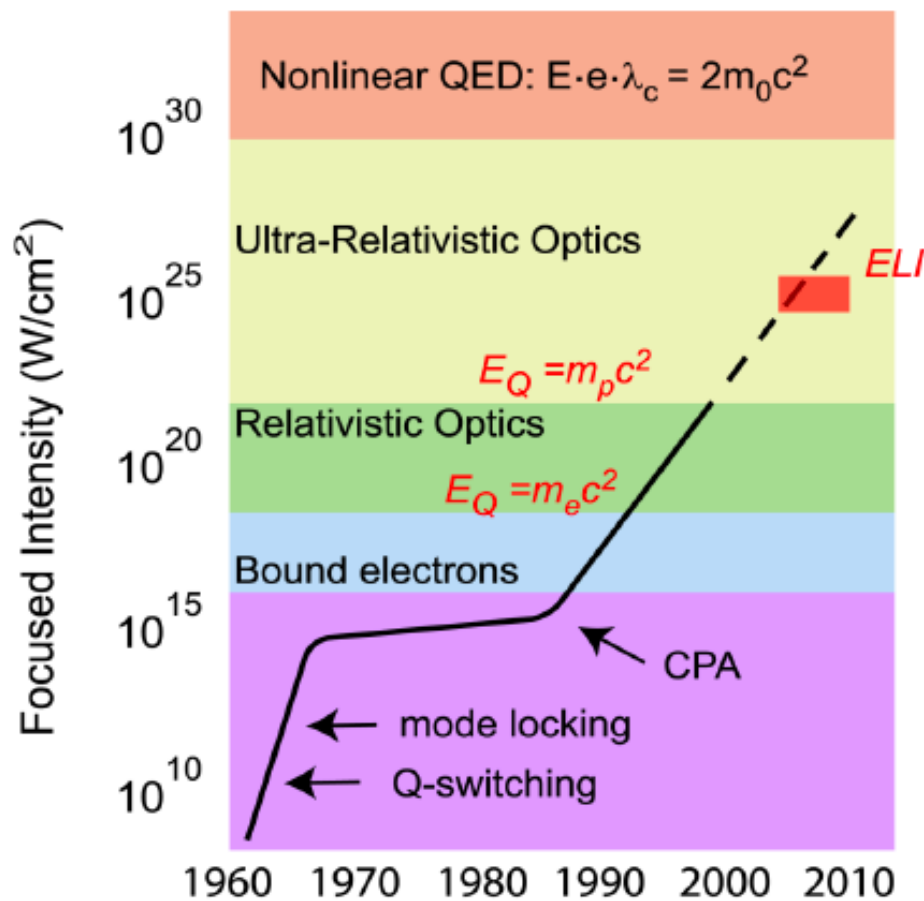 Nonlinear QED: E·e·λc = 2m0c²
10³⁰
Ultra-Relativistic Optics
10²⁵
ELI
EQ =mpc²
Relativistic Optics
10²⁰
EQ =mec²
Bound electrons
10¹⁵
CPA
mode locking
10¹⁰
Q-switching
Focused Intensity (W/cm²)
1960 1970 1980 1990 2000 2010